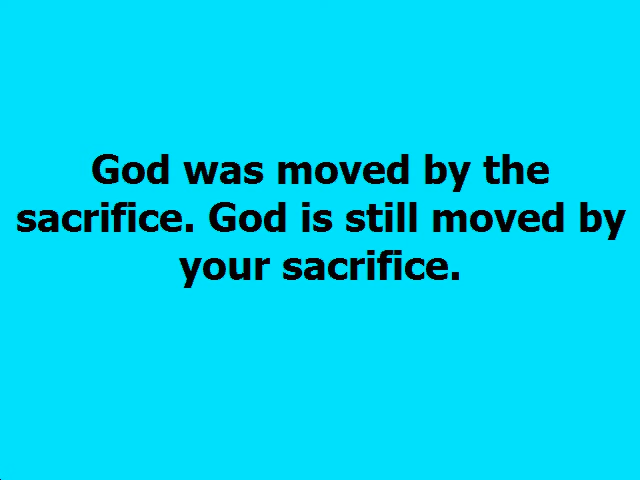 God was moved by the
sacrifice. God is still moved by
your sacrifice.